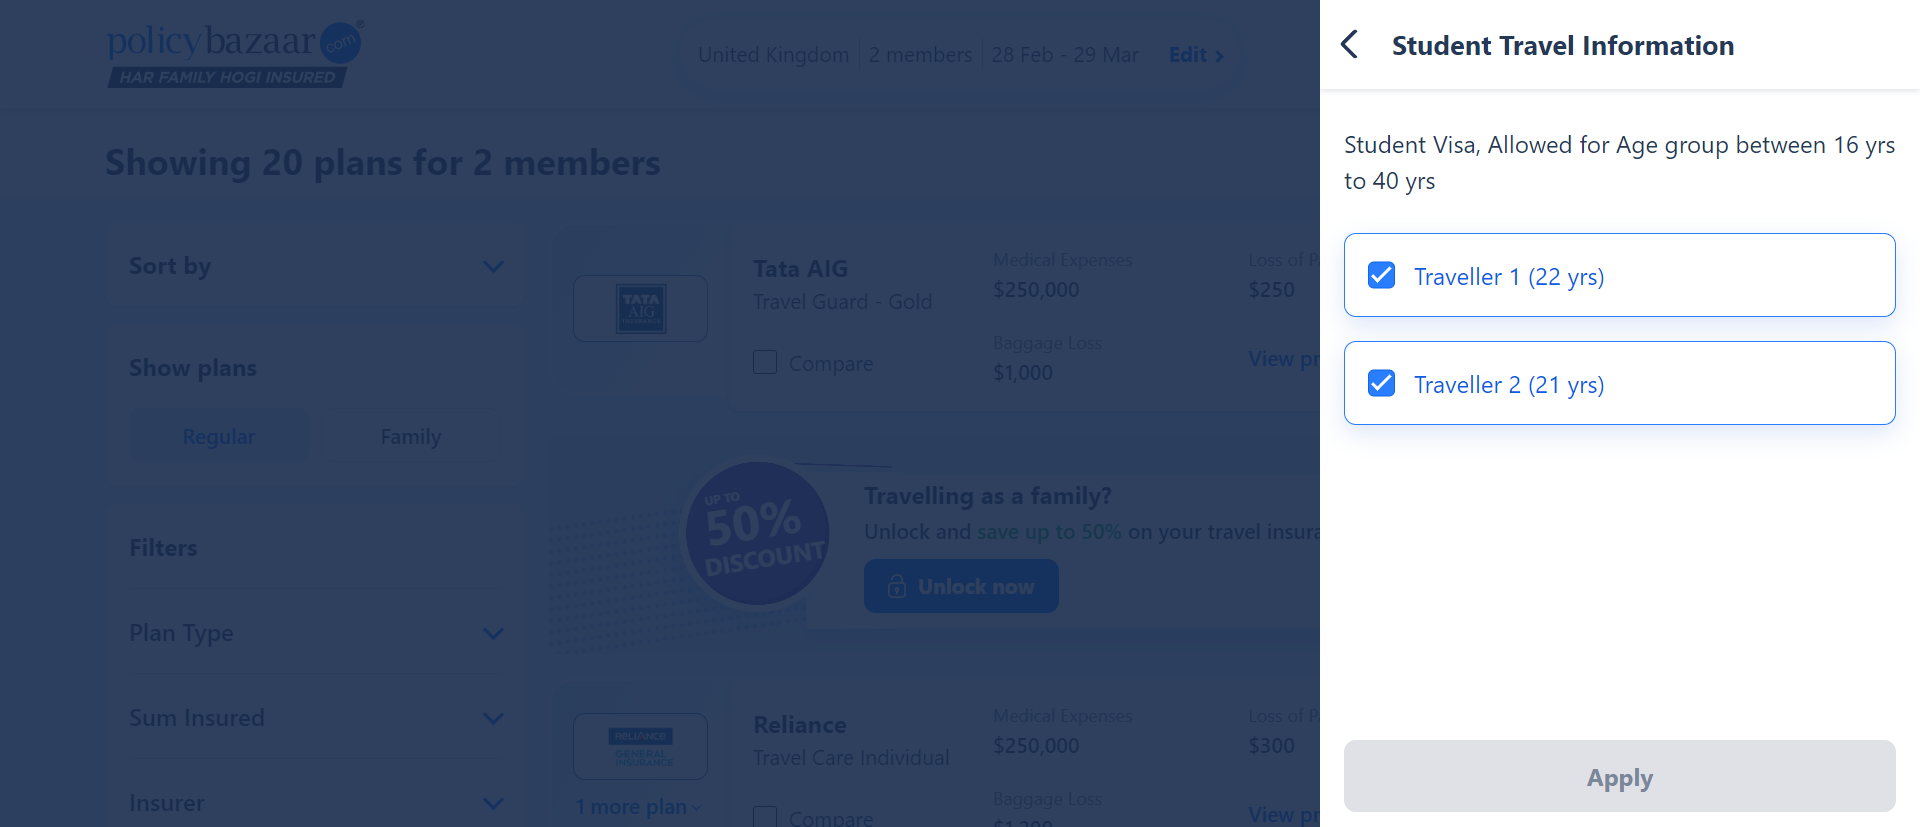 policybazaar.com
HAR FAMILY HOGI INSURED
United Kingdom 2 members 28 Feb - 29 Mar Edit
Showing 20 plans for 2 members
Sort by
Show plans
Regular Family
Filters
Plan Type
Sum Insured
Insurer
TATA
AIG
INSURANCE
Tata AIG
Travel Guard - Gold
Compare
Medical Expenses
$250,000
Baggage Loss
$1,000
Loss of P
$250
View pr
UP TO
50%
DISCOUNT
Travelling as a family?
Unlock and save up to 50% on your travel insura
Unlock now
RELIANCE
GENERAL
INSURANCE
1 more plan
Reliance
Travel Care Individual
Compare
Medical Expenses
$250,000
Baggage Loss
Loss of P
$300
View pr
Student Travel Information
Student Visa, Allowed for Age group between 16 yrs
to 40 yrs
Traveller 1 (22 yrs)
Traveller 2 (21 yrs)
Apply